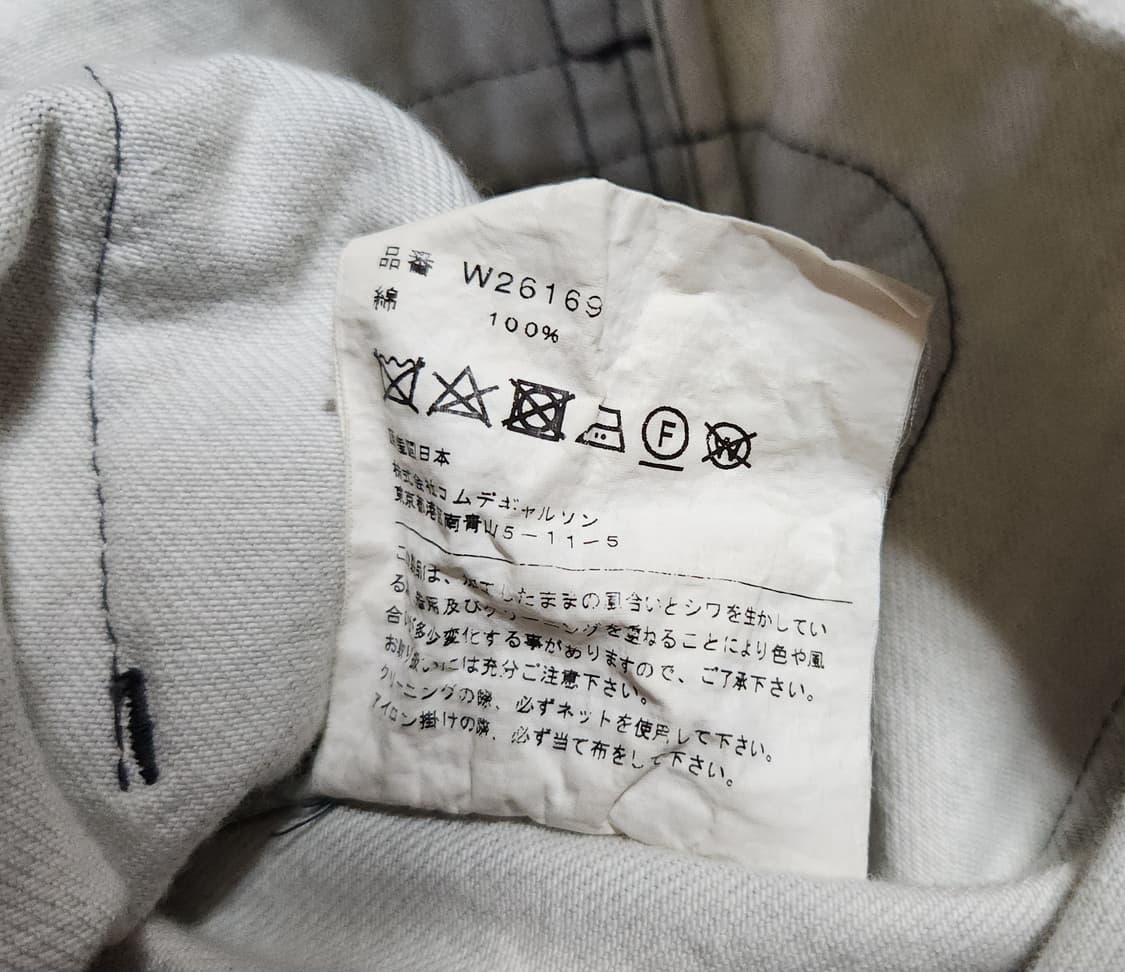 品番 W26169
綿 100%
F
W
原産国日本
株式会社コムデギャルソン
東京都港区南青山5-11-5
この製品は、加工したままの風合いとシワを生かしてい
る為、着用及びクリーニングを重ねることにより色や風
合いが多少変化する事がありますので、ご了承下さい。
お取り扱いには充分ご注意下さい。
クリーニングの際、必ずネットを使用して下さい。
アイロン掛けの際、必ず当て布をして下さい。